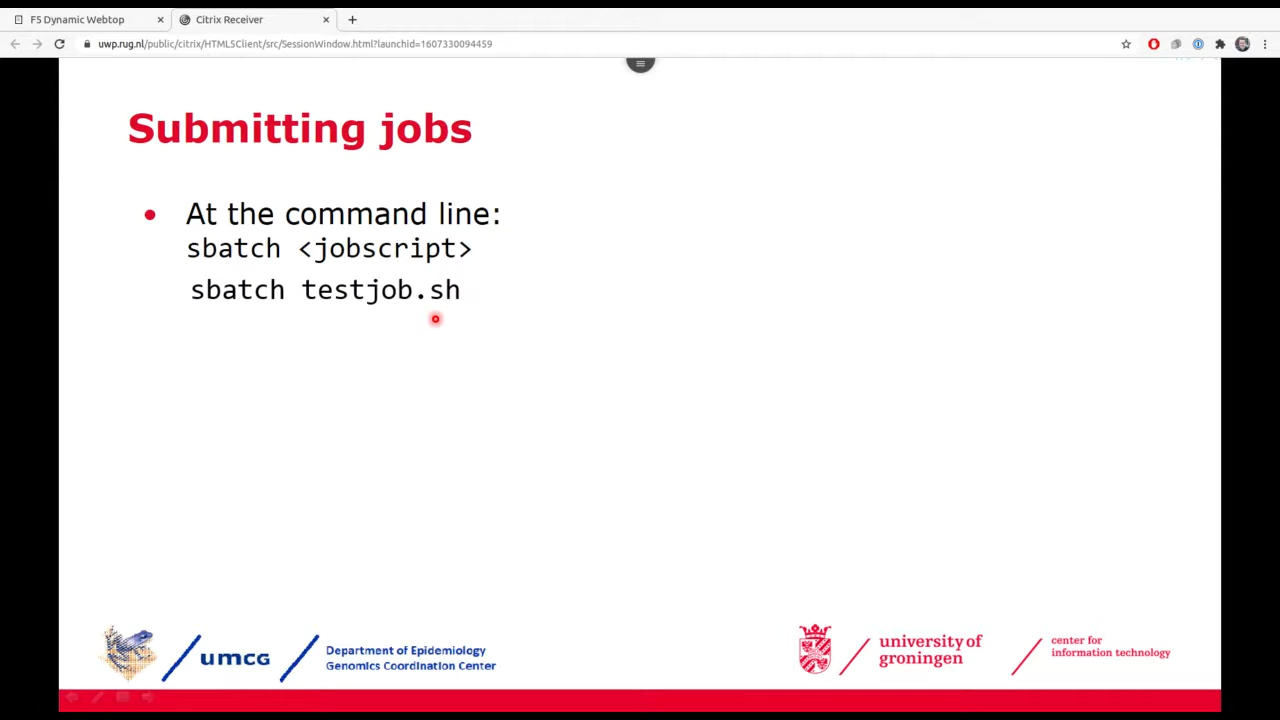 F5 Dynamic Webtop
Citrix Receiver
uwp.rug.nl/public/citrix/HTML5Client/src/SessionWindow.html?launchid=1607330094459
Submitting jobs
• At the command line:
sbatch <jobscript>
sbatch testjob.sh
umcg
Department of Epidemiology
Genomics Coordination Center
university of
groningen
center for
information technology